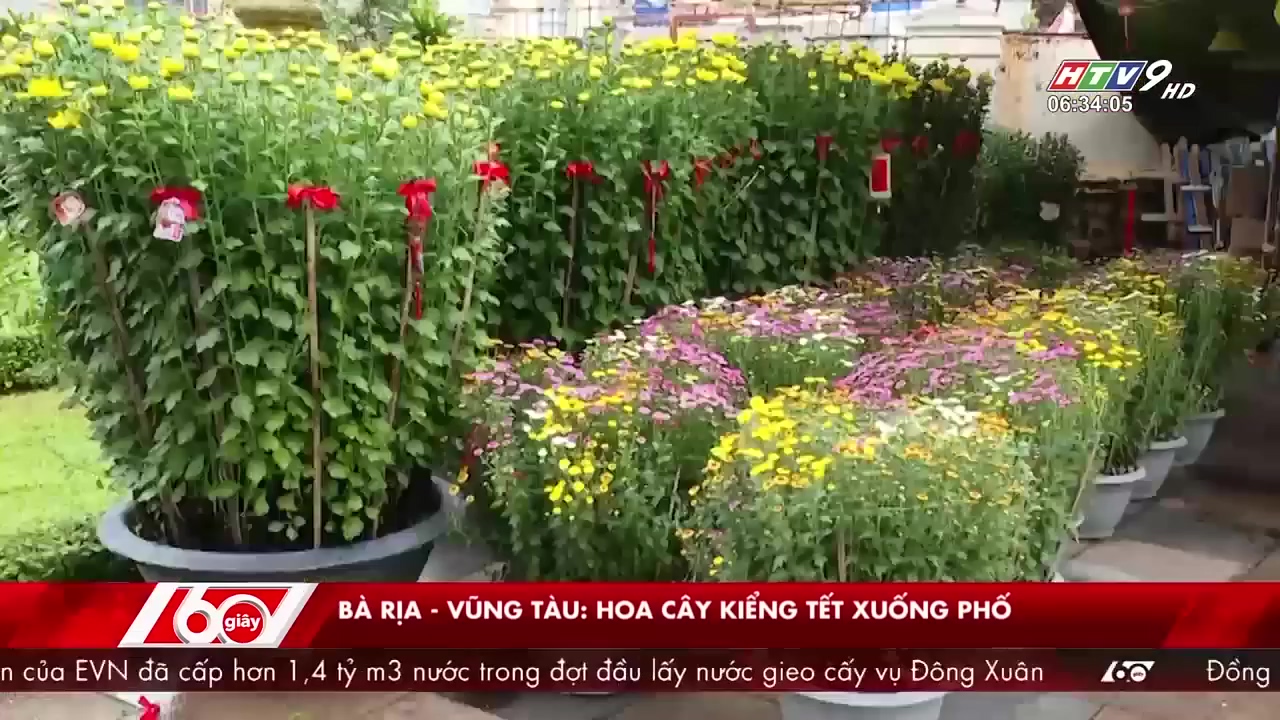 HTV9 HD
06:34:05
60 giây
BÀ RỊA - VŨNG TÀU: HOA CÂY KIỂNG TẾT XUỐNG PHỐ
n của EVN đã cấp hơn 1,4 tỷ m3 nước trong đợt đầu lấy nước gieo cấy vụ Đông Xuân
60 giây
Đồng